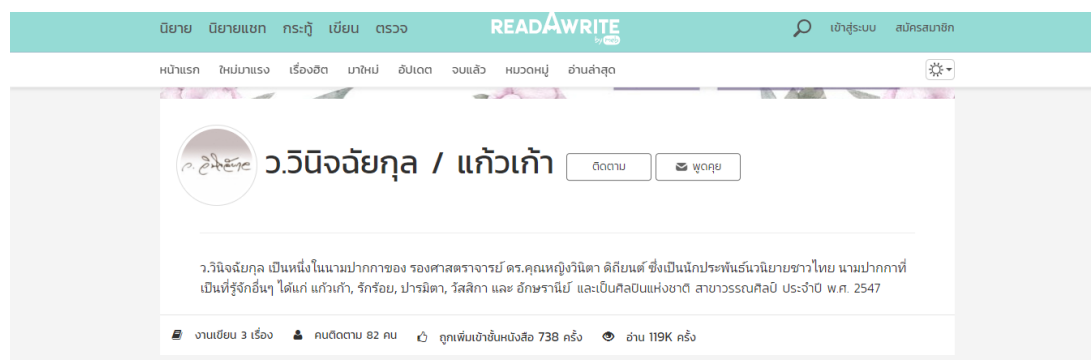 นิยาย นิยายแชท กระทู้ เขียน ตรวจ READAWRITE เข้าสู่ระบบ สมัครสมาชิก
by meb
หน้าแรก ใหม่มาแรง เรื่องฮิต มาใหม่ อัปเดต จบแล้ว หมวดหมู่ อ่านล่าสุด
ว.วินิจฉัยกุล
ว.วินิจฉัยกุล / แก้วเก้า ติดตาม พูดคุย
ว.วินิจฉัยกุล เป็นหนึ่งในนามปากกาของ รองศาสตราจารย์ ดร.คุณหญิงวินิตา ดิถียนต์ ซึ่งเป็นนักประพันธ์นวนิยายชาวไทย นามปากกาที่
เป็นที่รู้จักอื่นๆ ได้แก่ แก้วเก้า, รักร้อย, ปารมิตา, วัสสิกา และ อักษรานีย์ และเป็นศิลปินแห่งชาติ สาขาวรรณศิลป์ ประจำปี พ.ศ. 2547
งานเขียน 3 เรื่อง คนติดตาม 82 คน ถูกเพิ่มเข้าชั้นหนังสือ 738 ครั้ง อ่าน 119K ครั้ง